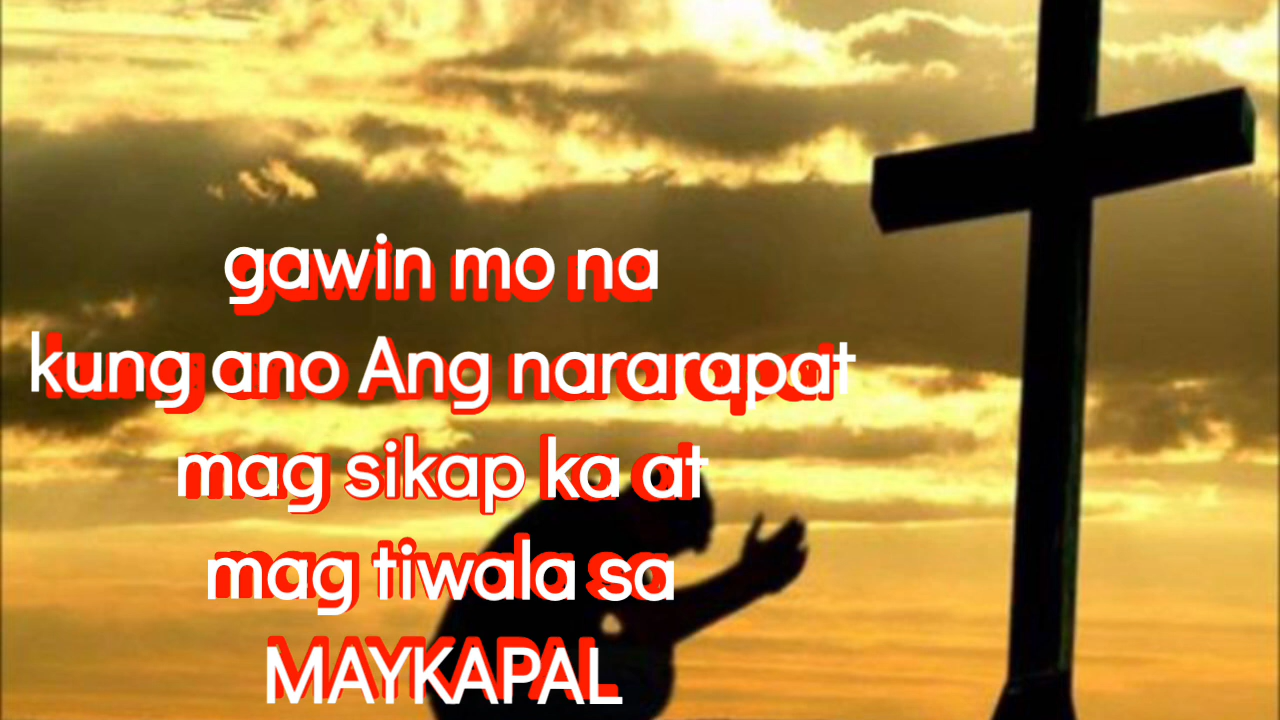 gawin mo na
kung ano Ang nararapat
mag sikap ka at
mag tiwala sa
MAYKAPAL